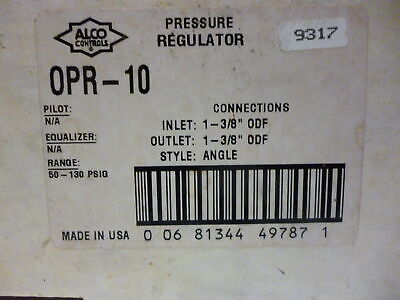 ALCO
CONTROLS
®
PRESSURE
REGULATOR
9317
OPR-10
PILOT:
N/A
EQUALIZER:
N/A
RANGE:
50-130 PSIG
CONNECTIONS
INLET: 1-3/8" ODF
OUTLET: 1-3/8" ODF
STYLE: ANGLE
MADE IN USA
0 06 81344 49787 1